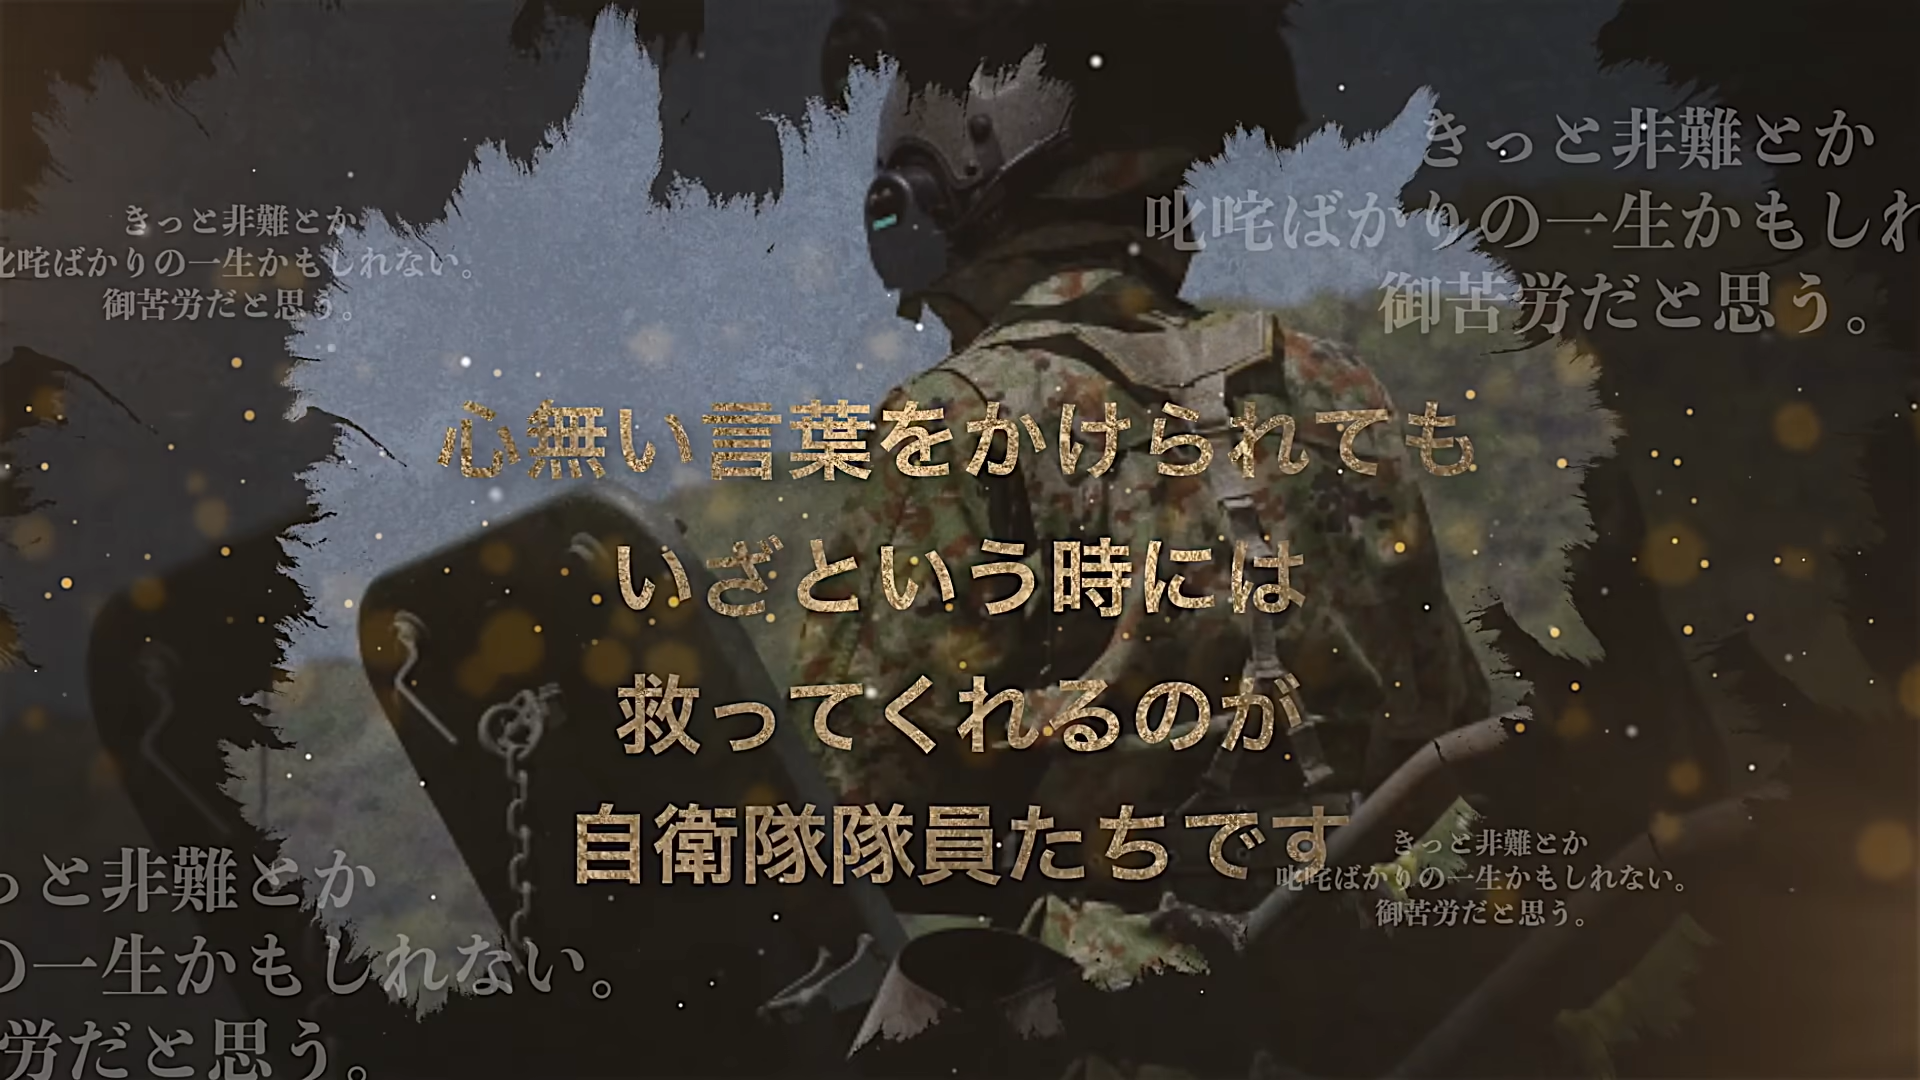 きっと非難とか
叱咤ばかりの一生かもしれ
御苦労だと思う。
きっと非難とか
叱咤ばかりの一生かもしれない。
御苦労だと思う。
心無い言葉をかけられても
いざという時には
救ってくれるのが
自衛隊隊員たちです
きっと非難とか
叱咤ばかりの一生かもしれない。
御苦労だと思う。
っと非難とか
の一生かもしれない。
労だと思う。